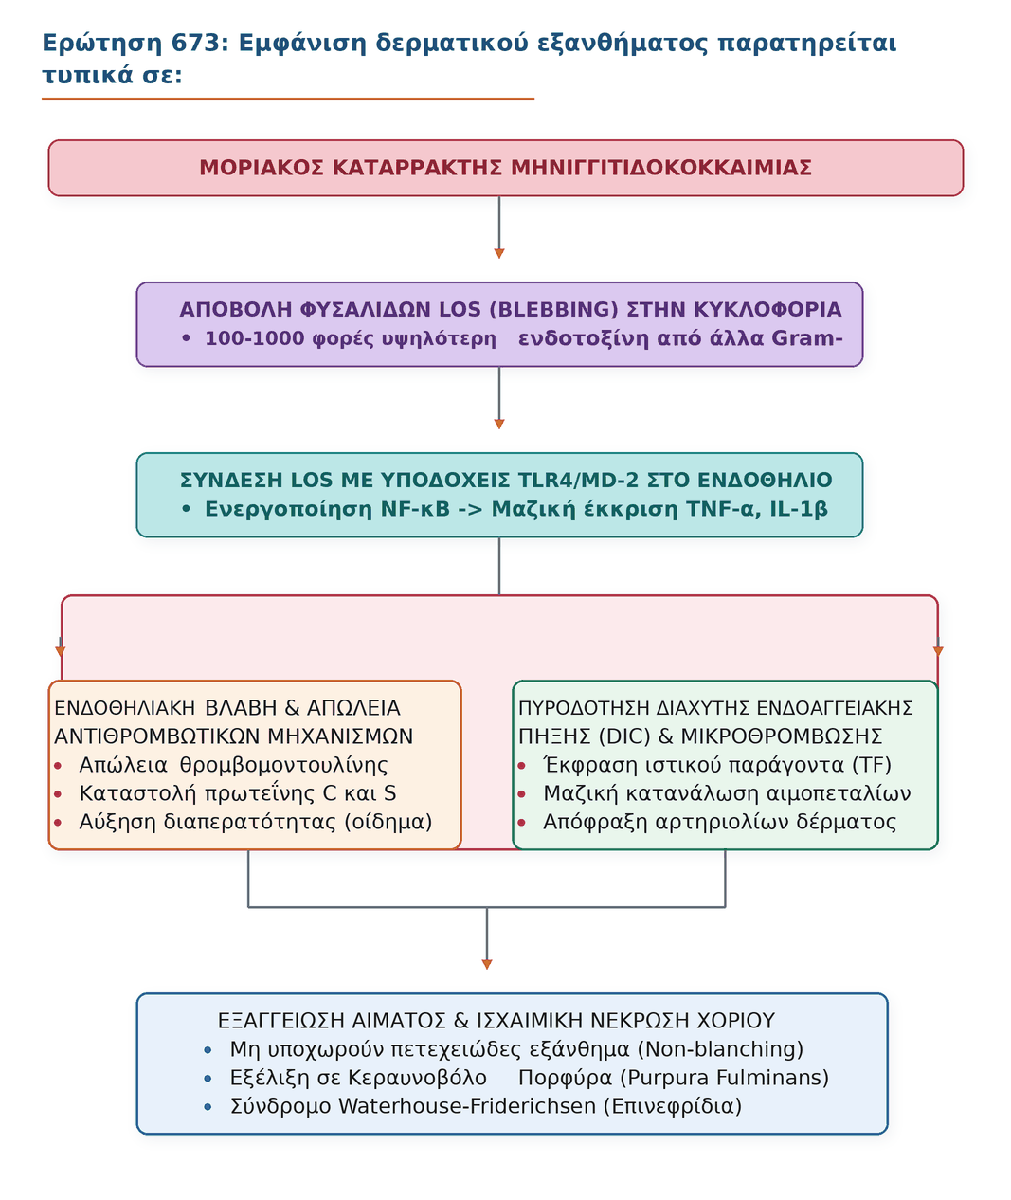 Ερώτηση 673: Εμφάνιση δερματικού εξανθήματος παρατηρείται
τυπικά σε:
ΜΟΡΙΑΚΟΣ ΚΑΤΑΡΡΑΚΤΗΣ ΜΗΝΙΓΓΙΤΙΔΟΚΟΚΚΑΙΜΙΑΣ
ΑΠΟΒΟΛΗ ΦΥΣΑΛΙΔΩΝ LOS (BLEBBING) ΣΤΗΝ ΚΥΚΛΟΦΟΡΙΑ
• 100-1000 φορές υψηλότερη ενδοτοξίνη από άλλα Gram-
ΣΥΝΔΕΣΗ LOS ΜΕ ΥΠΟΔΟΧΕΙΣ TLR4/MD-2 ΣΤΟ ΕΝΔΟΘΗΛΙΟ
• Ενεργοποίηση NF-κB -> Μαζική έκκριση TNF-α, IL-1β
ΕΝΔΟΘΗΛΙΑΚΗ ΒΛΑΒΗ & ΑΠΩΛΕΙΑ
ΑΝΤΙΘΡΟΜΒΩΤΙΚΩΝ ΜΗΧΑΝΙΣΜΩΝ
• Απώλεια θρομβομοντουλίνης
• Καταστολή πρωτεΐνης C και S
• Αύξηση διαπερατότητας (οίδημα)
ΠΥΡΟΔΟΤΗΣΗ ΔΙΑΧΥΤΗΣ ΕΝΔΟΑΓΓΕΙΑΚΗΣ
ΠΗΞΗΣ (DIC) & ΜΙΚΡΟΘΡΟΜΒΩΣΗΣ
• Έκφραση ιστικού παράγοντα (TF)
• Μαζική κατανάλωση αιμοπεταλίων
• Απόφραξη αρτηριολίων δέρματος
ΕΞΑΓΓΕΙΩΣΗ ΑΙΜΑΤΟΣ & ΙΣΧΑΙΜΙΚΗ ΝΕΚΡΩΣΗ ΧΟΡΙΟΥ
• Μη υποχωρούν πετεχειώδες εξάνθημα (Non-blanching)
• Εξέλιξη σε Κεραυνοβόλο Πορφύρα (Purpura Fulminans)
• Σύνδρομο Waterhouse-Friderichsen (Επινεφρίδια)